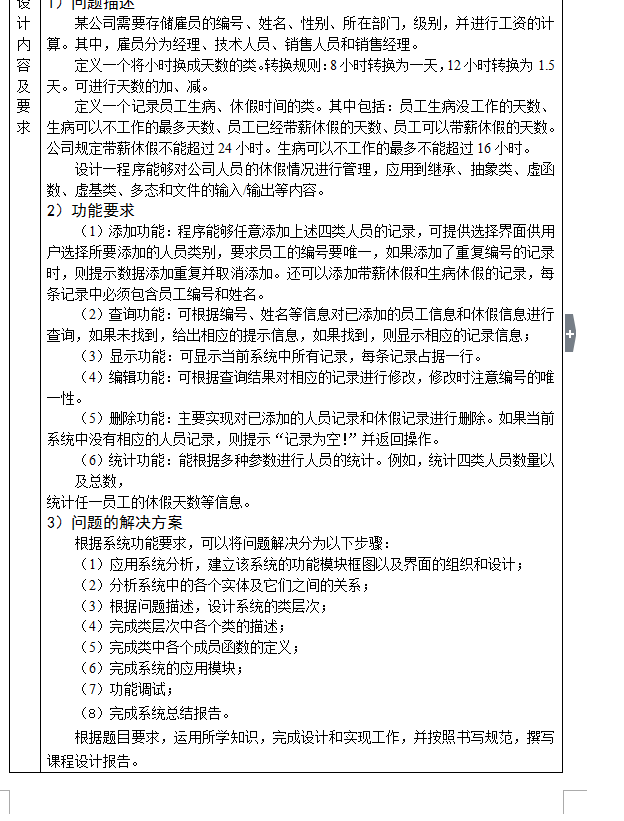 设计内容及要求
1）问题描述
某公司需要存储雇员的编号、姓名、性别、所在部门，级别，并进行工资的计
算。其中，雇员分为经理、技术人员、销售人员和销售经理。
定义一个将小时换成天数的类。转换规则：8 小时转换为一天，12 小时转换为 1.5
天。可进行天数的加、减。
定义一个记录员工生病、休假时间的类。其中包括：员工生病没工作的天数、
生病可以不工作的最多天数、员工已经带薪休假的天数、员工可以带薪休假的天数。
公司规定带薪休假不能超过 24 小时。生病可以不工作的最多不能超过 16 小时。
设计一程序能够对公司人员的休假情况进行管理，应用到继承、抽象类、虚函
数、虚基类、多态和文件的输入/输出等内容。
2）功能要求
（1）添加功能：程序能够任意添加上述四类人员的记录，可提供选择界面供用
户选择所要添加的人员类别，要求员工的编号要唯一，如果添加了重复编号的记录
时，则提示数据添加重复并取消添加。还可以添加带薪休假和生病休假的记录，每
条记录中必须包含员工编号和姓名。
（2）查询功能：可根据编号、姓名等信息对已添加的员工信息和休假信息进行
查询，如果未找到，给出相应的提示信息，如果找到，则显示相应的记录信息；
（3）显示功能：可显示当前系统中所有记录，每条记录占据一行。
（4）编辑功能：可根据查询结果对相应的记录进行修改，修改时注意编号的唯
一性。
（5）删除功能：主要实现对已添加的人员记录和休假记录进行删除。如果当前
系统中没有相应的人员记录，则提示“记录为空！”并返回操作。
（6）统计功能：能根据多种参数进行人员的统计。例如，统计四类人员数量以
及总数，
统计任一员工的休假天数等信息。
3）问题的解决方案
根据系统功能要求，可以将问题解决分为以下步骤：
（1）应用系统分析，建立该系统的功能模块框图以及界面的组织和设计；
（2）分析系统中的各个实体及它们之间的关系；
（3）根据问题描述，设计系统的类层次；
（4）完成类层次中各个类的描述；
（5）完成类中各个成员函数的定义；
（6）完成系统的应用模块；
（7）功能调试；
（8）完成系统总结报告。
根据题目要求，运用所学知识，完成设计和实现工作，并按照书写规范，撰写
课程设计报告。